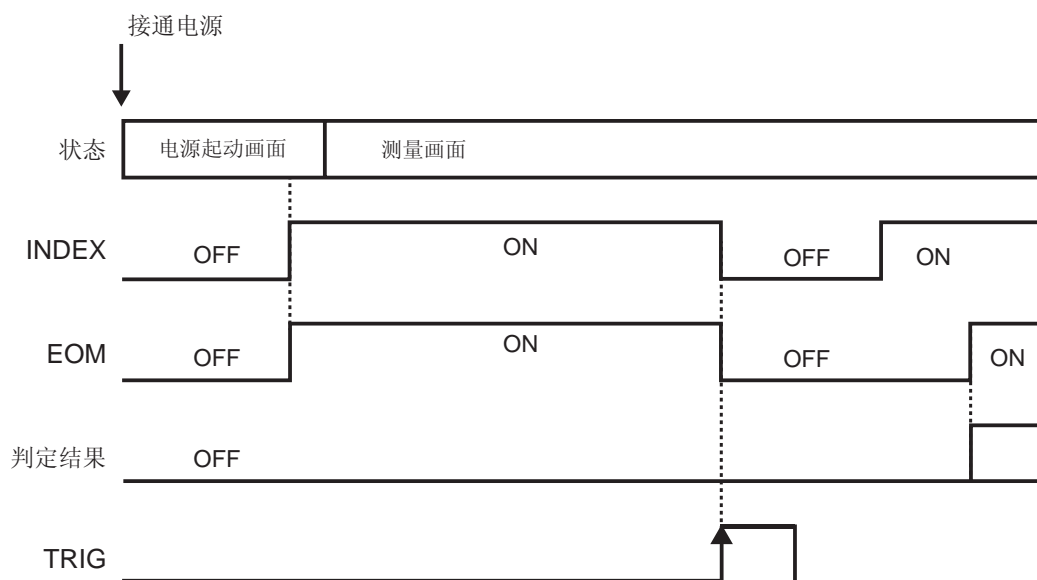 接通电源
状态 电源起动画面 测量画面
INDEX OFF ON OFF ON
EOM OFF ON OFF ON
判定结果 OFF
TRIG